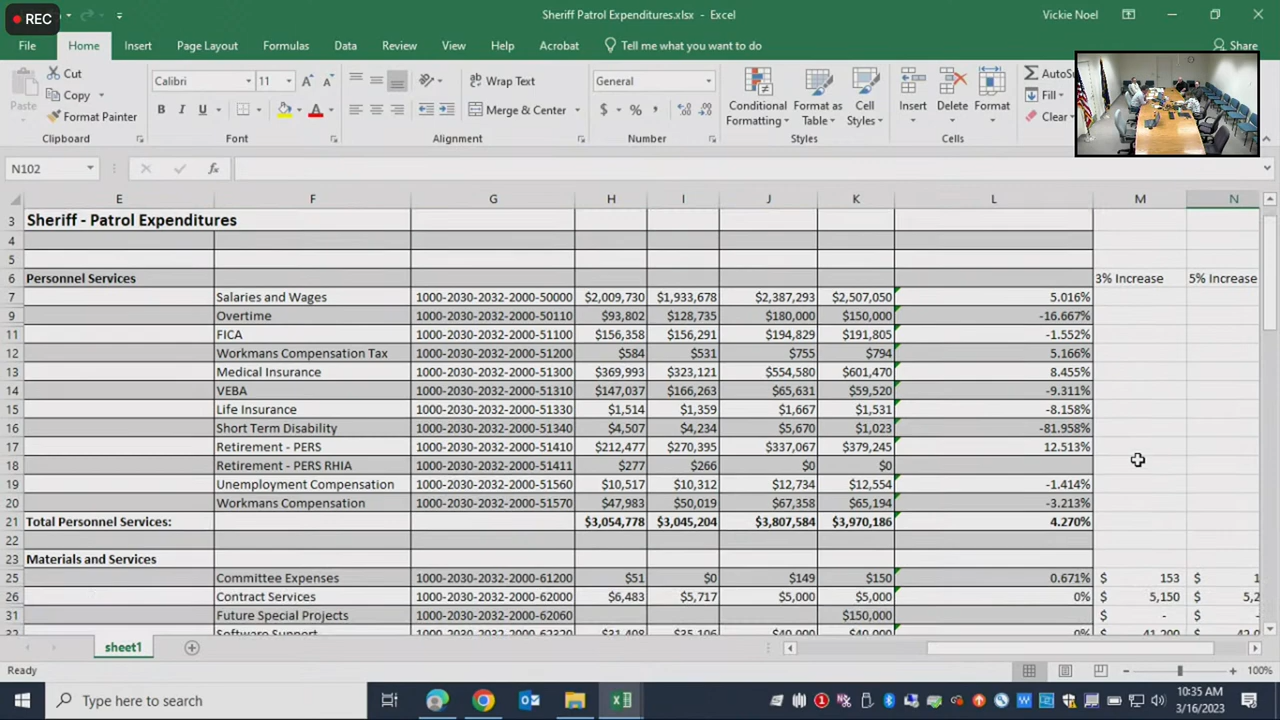 REC
Sheriff Patrol Expenditures.xlsx - Excel
Vickie Noel
File Home Insert Page Layout Formulas Data Review View Help Acrobat Tell me what you want to do Share
Cut
Copy
Format Painter
Paste
Clipboard
Calibri 11
B I U
Font
Wrap Text
Merge & Center
Alignment
General
$ % ,
Number
Conditional Formatting
Format as Table
Cell Styles
Styles
Insert Delete Format
Cells
Fill
Clear
N102
fx
E F G H I J K L M N
3 Sheriff - Patrol Expenditures
4
5
6 Personnel Services 3% Increase 5% Increase
7 Salaries and Wages 1000-2030-2032-2000-50000 $2,009,730 $1,933,678 $2,387,293 $2,507,050 5.016%
9 Overtime 1000-2030-2032-2000-50110 $93,802 $128,735 $180,000 $150,000 -16.667%
11 FICA 1000-2030-2032-2000-51100 $156,358 $156,291 $194,829 $191,805 -1.552%
12 Workmans Compensation Tax 1000-2030-2032-2000-51200 $584 $531 $755 $794 5.166%
13 Medical Insurance 1000-2030-2032-2000-51300 $369,993 $323,121 $554,580 $601,470 8.455%
14 VEBA 1000-2030-2032-2000-51310 $147,037 $166,263 $65,631 $59,520 -9.311%
15 Life Insurance 1000-2030-2032-2000-51330 $1,514 $1,359 $1,667 $1,531 -8.158%
16 Short Term Disability 1000-2030-2032-2000-51340 $4,507 $4,234 $5,670 $1,023 -81.958%
17 Retirement - PERS 1000-2030-2032-2000-51410 $212,477 $270,395 $337,067 $379,245 12.513%
18 Retirement - PERS RHIA 1000-2030-2032-2000-51411 $277 $266 $0 $0
19 Unemployment Compensation 1000-2030-2032-2000-51560 $10,517 $10,312 $12,734 $12,554 -1.414%
20 Workmans Compensation 1000-2030-2032-2000-51570 $47,983 $50,019 $67,358 $65,194 -3.213%
21 Total Personnel Services: $3,054,778 $3,045,204 $3,807,584 $3,970,186 4.270%
22
23 Materials and Services
25 Committee Expenses 1000-2030-2032-2000-61200 $51 $0 $149 $150 0.671% $ 153 $
26 Contract Services 1000-2030-2032-2000-62000 $6,483 $5,717 $5,000 $5,000 0% $ 5,150 $
31 Future Special Projects 1000-2030-2032-2000-62060 $150,000 $ - $
sheet1
Ready
100%
Type here to search
10:35 AM
3/16/2023